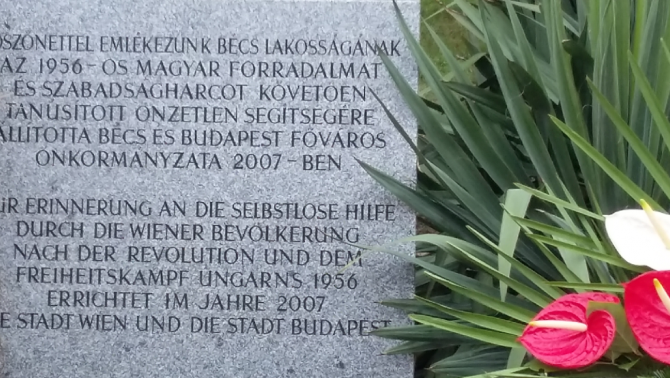 ÖSZÖNETTEL EMLÉKEZÜNK BÉCS LAKOSSÁGÁNAK
AZ 1956-OS MAGYAR FORRADALMAT
ÉS SZABADSÁGHARCOT KÖVETŐEN
TANÚSÍTOTT ÖNZETLEN SEGÍTSÉGÉRE
ÁLLÍTOTTA BÉCS ÉS BUDAPEST FŐVÁROS
ÖNKORMÁNYZATA 2007-BEN
UR ERINNERUNG AN DIE SELBSTLOSE HILFE
DURCH DIE WIENER BEVÖLKERUNG
NACH DER REVOLUTION UND DEM
FREIHEITSKAMPF UNGARNS 1956
ERRICHTET IM JAHRE 2007
E STADT WIEN UND DIE STADT BUDAPEST